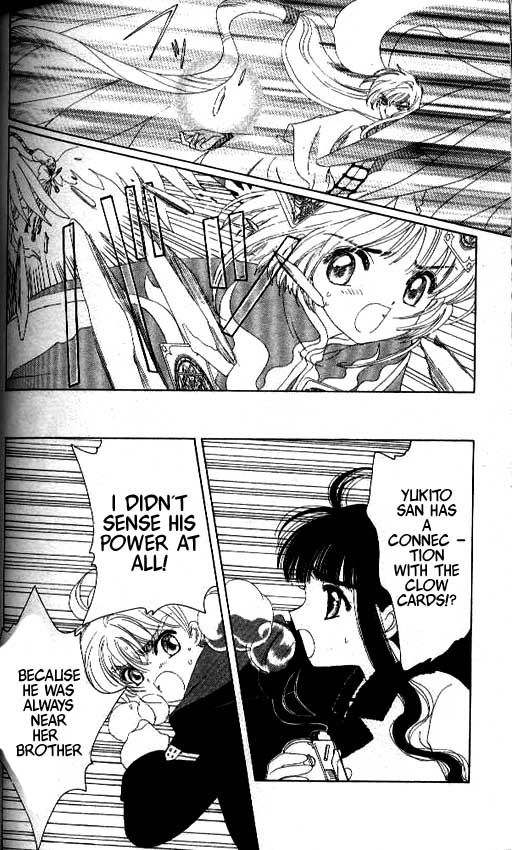 YUKITO
SAN HAS
A
CONNEC -
TION
WITH THE
CLOW
CARDS!?
I DIDN'T
SENSE HIS
POWER AT
ALL!
BECAUSE
HE WAS
ALWAYS
NEAR
HER
BROTHER